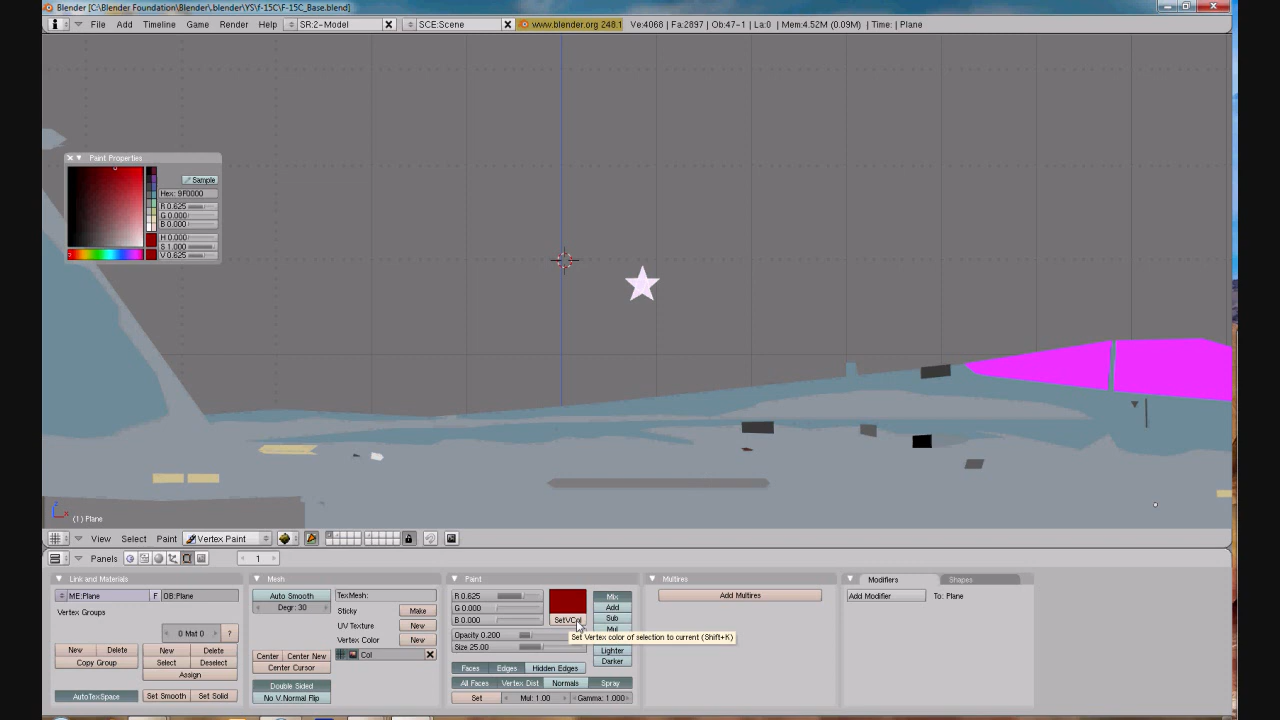 Blender [C:\Blender Foundation\Blender\.blender\YS\f-15C\F-15C_Base.blend]
File Add Timeline Game Render Help SR:2-Model SCE:Scene www.blender.org 248.1 Ve:4066 | Fa:2897 | Ob:47-1 | La:0 | Mem:4.52M (0.09M) | Time: | Plane
Paint Properties
Sample
Hex: 9F0000
R 0.625
G 0.000
B 0.000
H 0.000
S 1.000
V 0.625
(1) Plane
View Select Paint Vertex Paint
Panels 1
Link and Materials
ME:Plane F OB:Plane
Vertex Groups
0 Mat 0 ?
New Delete New Delete
Copy Group Select Deselect
Assign
AutoTexSpace Set Smooth Set Solid
Mesh
Auto Smooth TexMesh:
Degr: 30 Sticky Make
UV Texture New
Vertex Color New
Center Center New Col
Center Cursor
Double Sided
No V.Normal Flip
Paint
R 0.625 Mix
G 0.000 Add
B 0.000 SetVCol Sub
Mul
Opacity 0.200 Set Vertex color of selection to current (Shift+K)
Size 25.00 Lighter
Faces Edges Hidden Edges Darker
All Faces Vertex Dist Normals Spray
Set Mul: 1.00 Gamma: 1.000
Multires
Add Multires
Modifiers Shapes
Add Modifier To: Plane